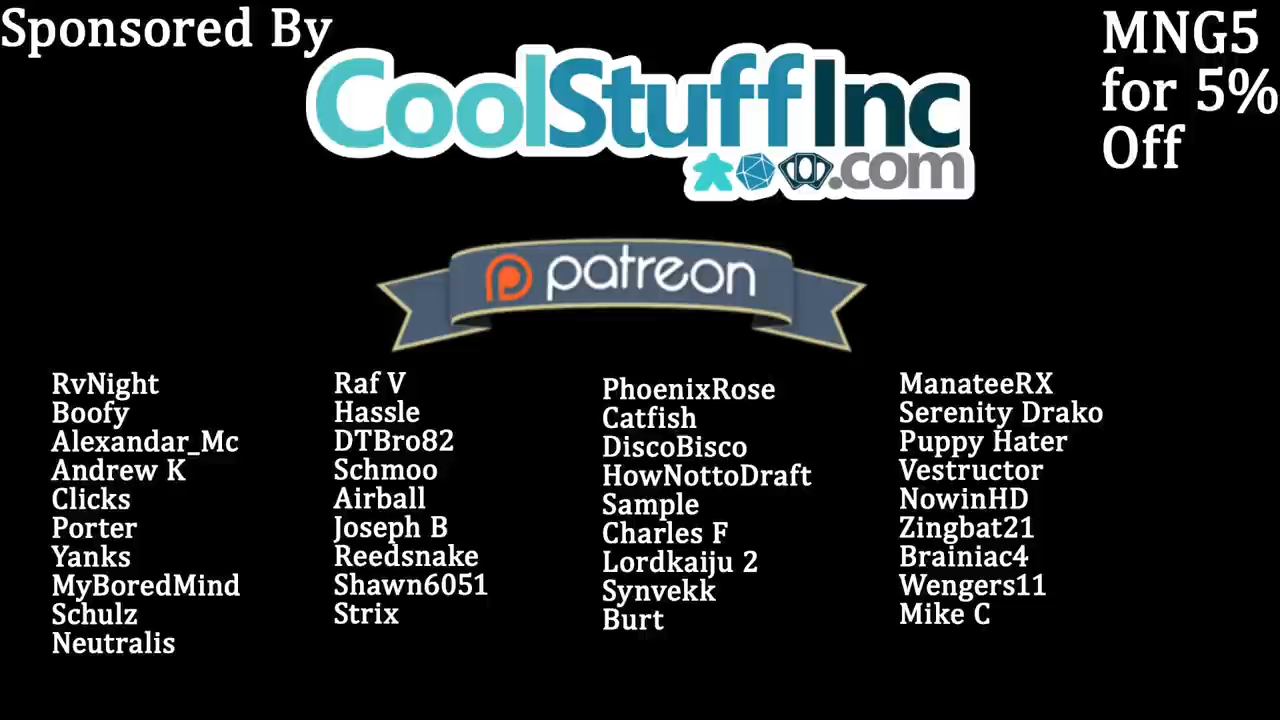 Sponsored By
CoolStuffInc
.com
MNG5
for 5%
Off
patreon
RvNight
Boofy
Alexandar_Mc
Andrew K
Clicks
Porter
Yanks
MyBoredMind
Schulz
Neutralis
Raf V
Hassle
DTBro82
Schmoo
Airball
Joseph B
Reedsnake
Shawn6051
Strix
PhoenixRose
Catfish
DiscoBisco
HowNottoDraft
Sample
Charles F
Lordkaiju 2
Synvekk
Burt
ManateeRX
Serenity Drako
Puppy Hater
Vestructor
NowinHD
Zingbat21
Brainiac4
Wengers11
Mike C